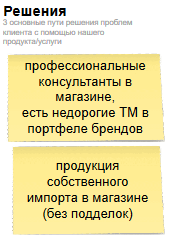 Решения
3 основные пути решения проблем
клиента с помощью нашего
продукта/услуги
профессиональные
консультанты в
магазине,
есть недорогие ТМ в
портфеле брендов
продукция
собственного
импорта в магазине
(без подделок)